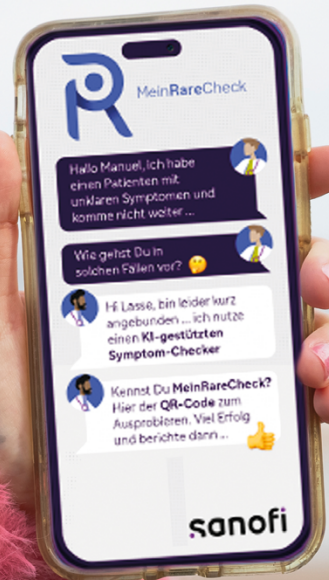 MeinRareCheck
Hallo Manuel, ich habe
einen Patienten mit
unklaren Symptomen und
komme nicht weiter ...
Wie gehst Du in
solchen Fällen vor?
Hi Lasse, bin leider kurz
angebunden ... ich nutze
einen KI-gestützten
Symptom-Checker
Kennst Du MeinRareCheck?
Hier der QR-Code zum
Ausprobieren. Viel Erfolg
und berichte dann ...
sanofi